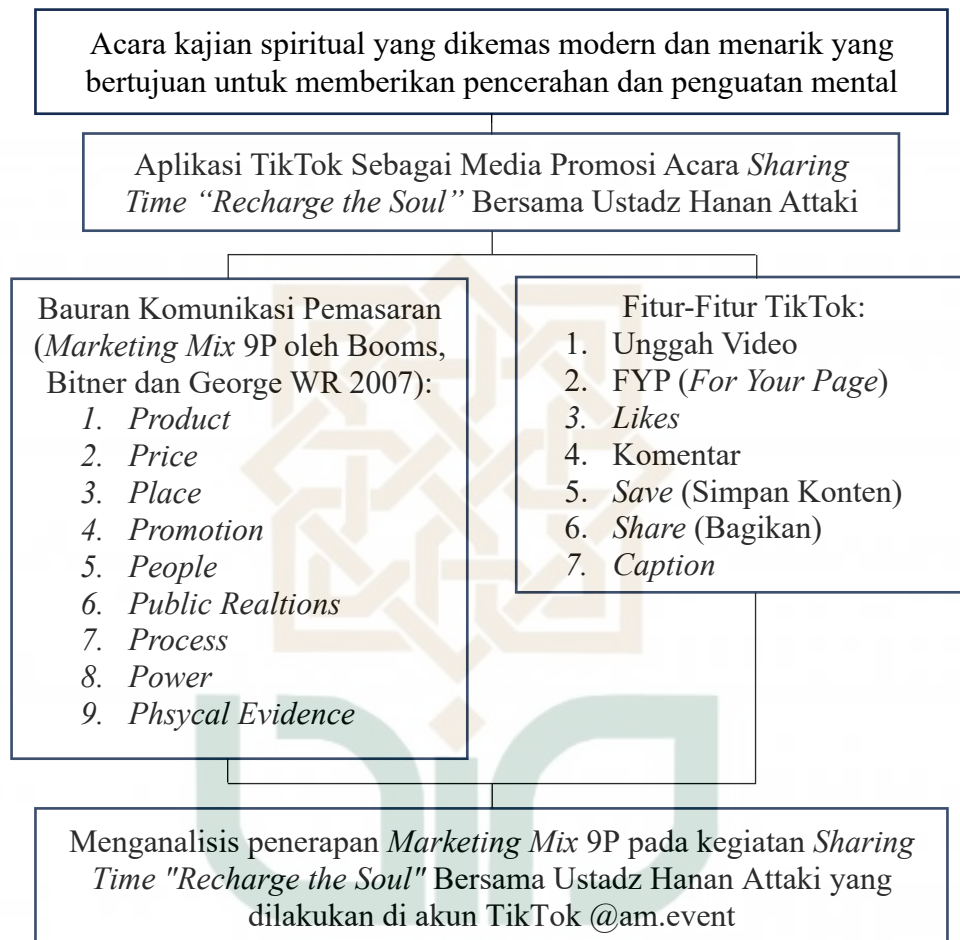 Acara kajian spiritual yang dikemas modern dan menarik yang
bertujuan untuk memberikan pencerahan dan penguatan mental
Aplikasi TikTok Sebagai Media Promosi Acara Sharing
Time “Recharge the Soul” Bersama Ustadz Hanan Attaki
Bauran Komunikasi Pemasaran
(Marketing Mix 9P oleh Booms,
Bitner dan George WR 2007):
1. Product
2. Price
3. Place
4. Promotion
5. People
6. Public Realtions
7. Process
8. Power
9. Phsycal Evidence
Fitur-Fitur TikTok:
1. Unggah Video
2. FYP (For Your Page)
3. Likes
4. Komentar
5. Save (Simpan Konten)
6. Share (Bagikan)
7. Caption
Menganalisis penerapan Marketing Mix 9P pada kegiatan Sharing
Time "Recharge the Soul" Bersama Ustadz Hanan Attaki yang
dilakukan di akun TikTok @am.event